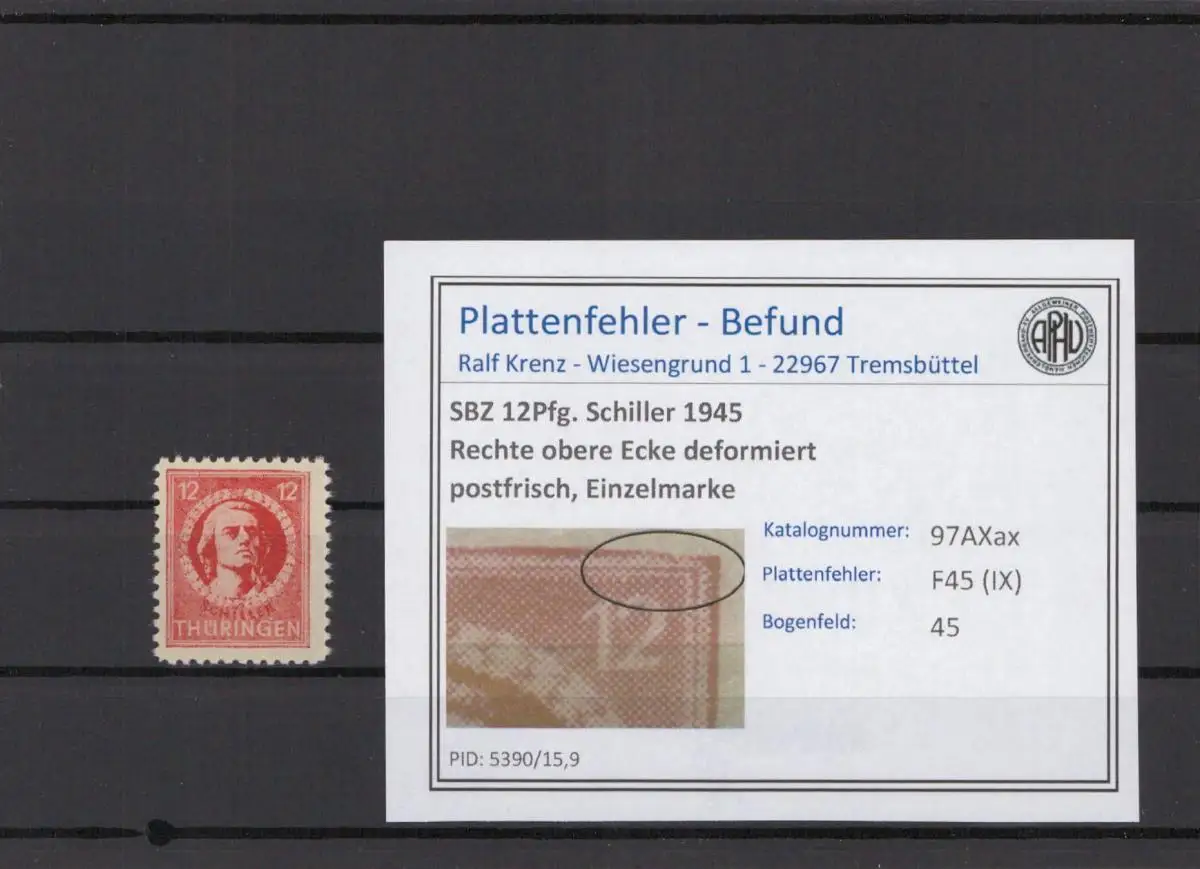 12 12
SCHILLER
THÜRINGEN
Plattenfehler - Befund
Ralf Krenz - Wiesengrund 1 - 22967 Tremsbüttel
APHV
SBZ 12Pfg. Schiller 1945
Rechte obere Ecke deformiert
postfrisch, Einzelmarke
12
Katalognummer: 97AXax
Plattenfehler: F45 (IX)
Bogenfeld: 45
PID: 5390/15,9